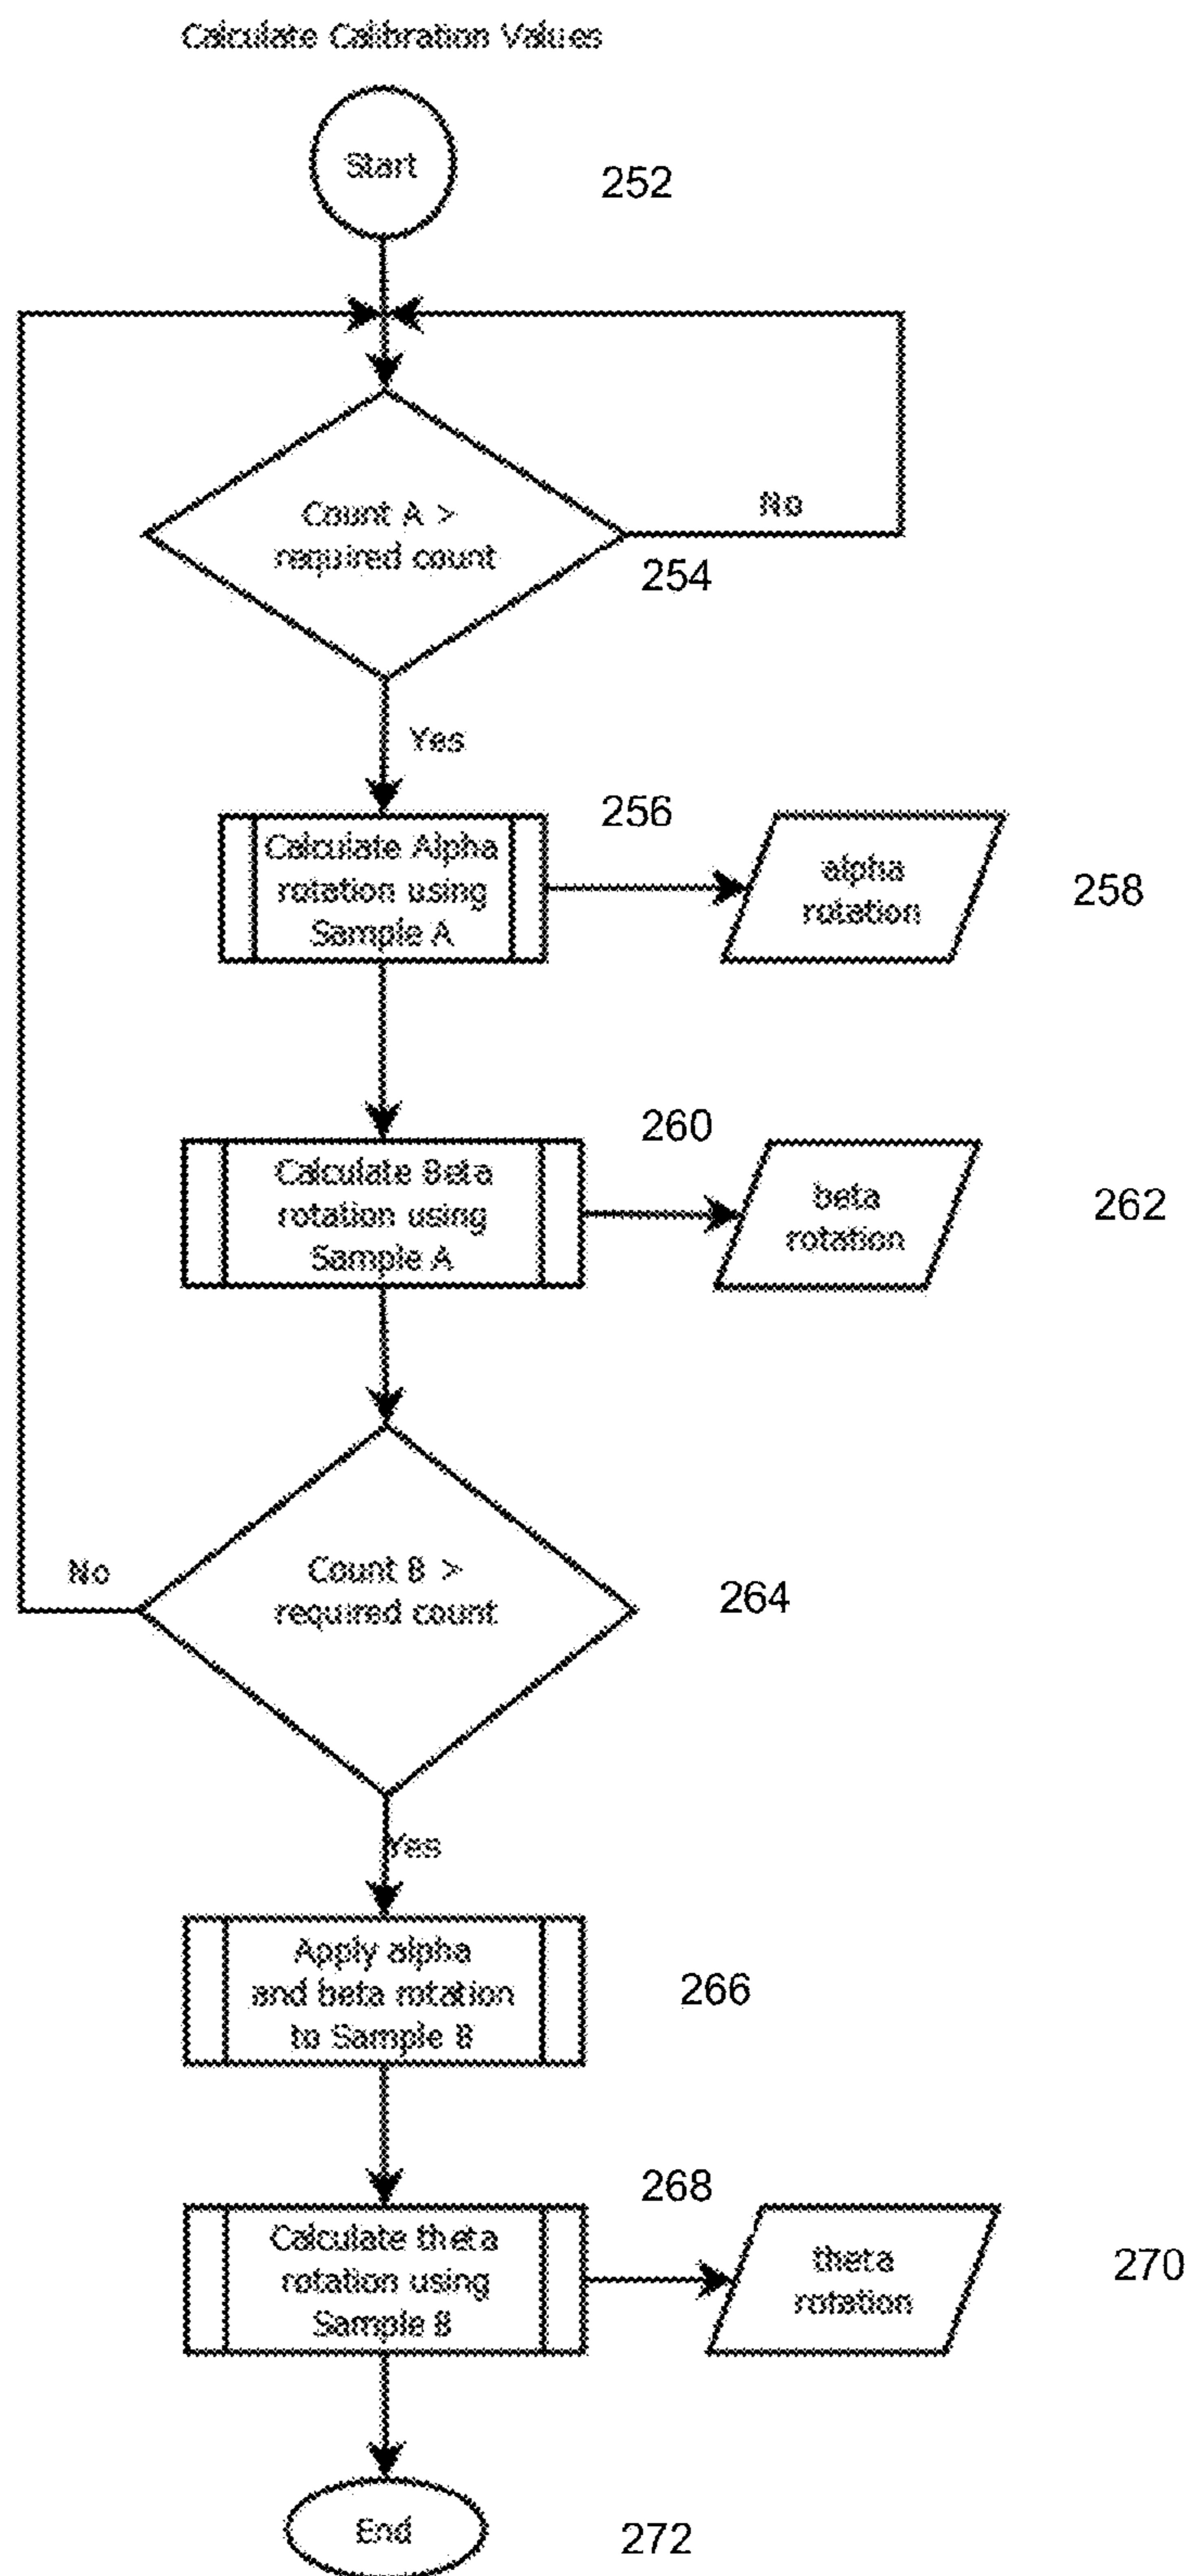 Calculate Calibration Values
Start
252
Count A >
required count
No
254
Yes
Calculate Alpha
rotation using
Sample A
256
alpha
rotation
258
Calculate Beta
rotation using
Sample A
260
beta
rotation
262
Count B >
required count
No
264
Yes
Apply alpha
and beta rotation
to Sample B
266
Calculate theta
rotation using
Sample B
268
theta
rotation
270
End
272